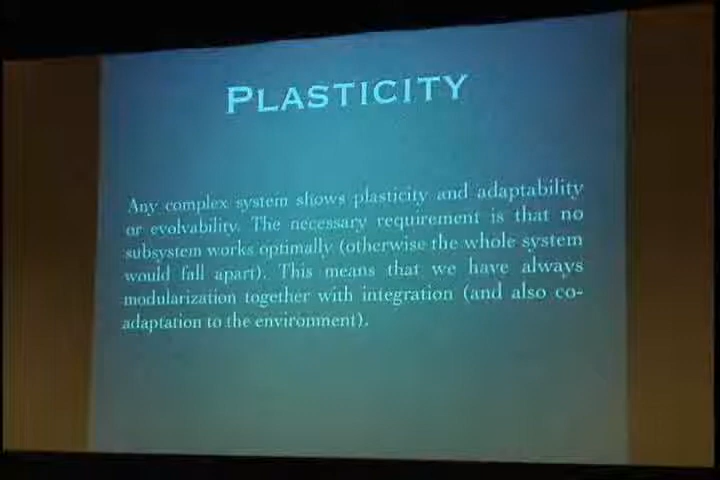 PLASTICITY
Any complex system shows plasticity and adaptability
or evolvability. The necessary requirement is that no
subsystem works optimally (otherwise the whole system
would fall apart). This means that we have always
modularization together with integration (and also co-
adaptation to the environment).